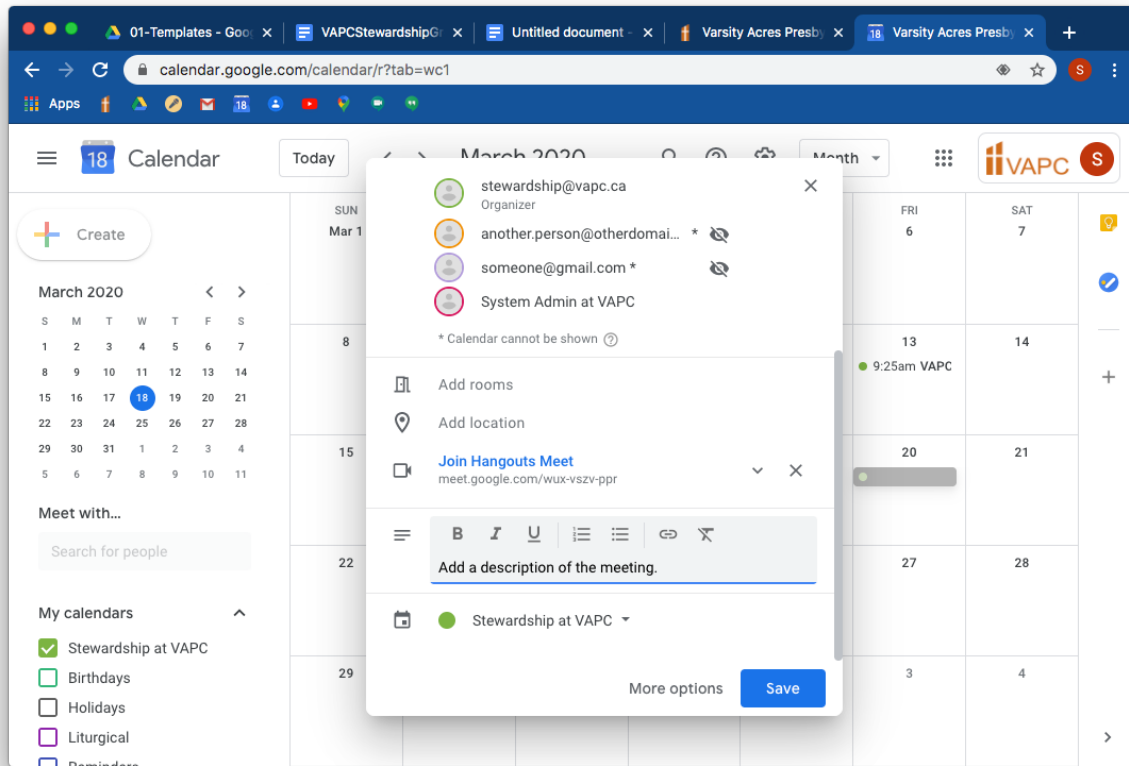 01-Templates - Goo
VAPCStewardshipGr
Untitled document -
Varsity Acres Presby
Varsity Acres Presby
calendar.google.com/calendar/r?tab=wc1
S
Apps
18
18 Calendar
Today
March 2020
Month
VAPC
S
Create
March 2020
S M T W T F S
1 2 3 4 5 6 7
8 9 10 11 12 13 14
15 16 17 18 19 20 21
22 23 24 25 26 27 28
29 30 31 1 2 3 4
5 6 7 8 9 10 11
Meet with...
Search for people
My calendars
Stewardship at VAPC
Birthdays
Holidays
Liturgical
Reminders
SUN
Mar 1
8
15
22
29
stewardship@vapc.ca
Organizer
another.person@otherdomai... *
someone@gmail.com *
System Admin at VAPC
* Calendar cannot be shown
Add rooms
Add location
Join Hangouts Meet
meet.google.com/wux-vszv-ppr
B I U
Add a description of the meeting.
Stewardship at VAPC
More options
Save
FRI
6
SAT
7
13
14
9:25am VAPC
20
21
27
28
3
4